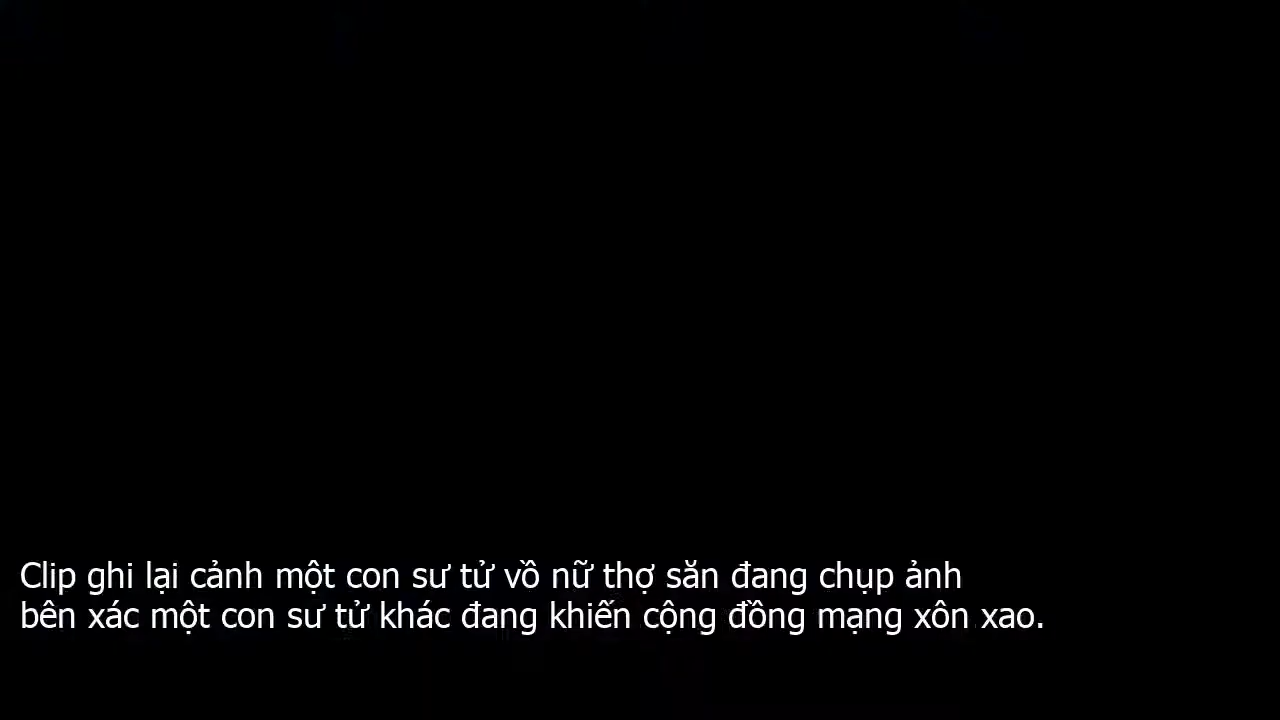 Clip ghi lại cảnh một con sư tử vồ nữ thợ săn đang chụp ảnh
bên xác một con sư tử khác đang khiến cộng đồng mạng xôn xao.